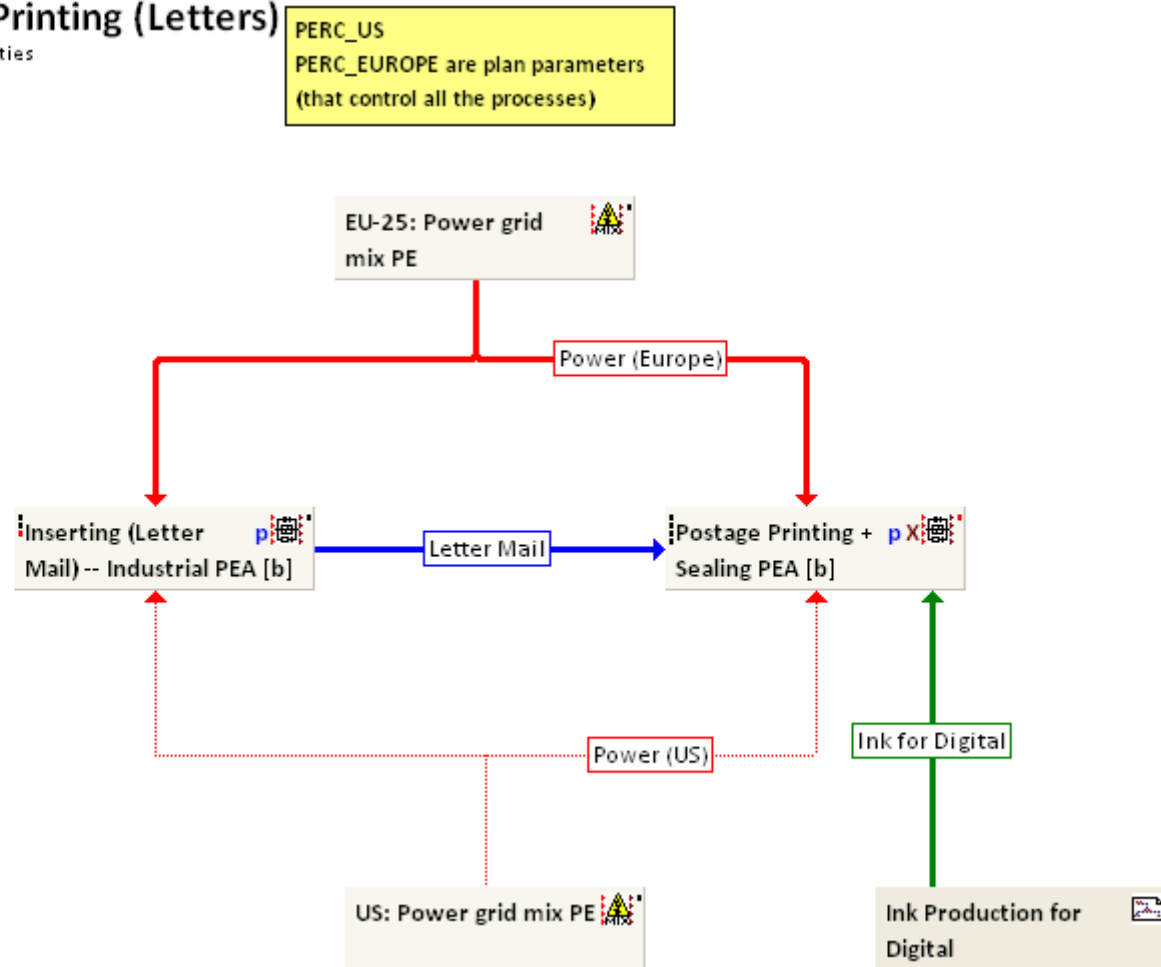 Printing (Letters)
ties
PERC_US
PERC_EUROPE are plan parameters
(that control all the processes)
EU-25: Power grid
mix PE
MIX
Power (Europe)
Inserting (Letter
Mail) -- Industrial PEA [b]
p
Letter Mail
Postage Printing +
Sealing PEA [b]
p X
Power (US)
Ink for Digital
US: Power grid mix PE
MIX
Ink Production for
Digital